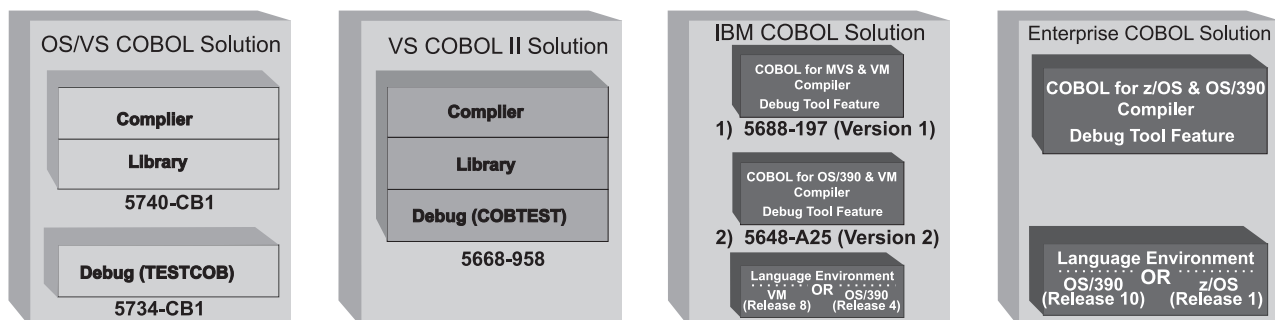 OS/VS COBOL Solution
Compiler
Library
5740-CB1
Debug (TESTCOB)
5734-CB1
VS COBOL II Solution
Compiler
Library
Debug (COBTEST)
5668-958
IBM COBOL Solution
COBOL for MVS & VM
Compiler
Debug Tool Feature
1) 5688-197 (Version 1)
COBOL for OS/390 & VM
Compiler
Debug Tool Feature
2) 5648-A25 (Version 2)
Language Environment
VM OR OS/390
(Release 8) (Release 4)
Enterprise COBOL Solution
COBOL for z/OS & OS/390
Compiler
Debug Tool Feature
Language Environment
OS/390 OR z/OS
(Release 10) (Release 1)